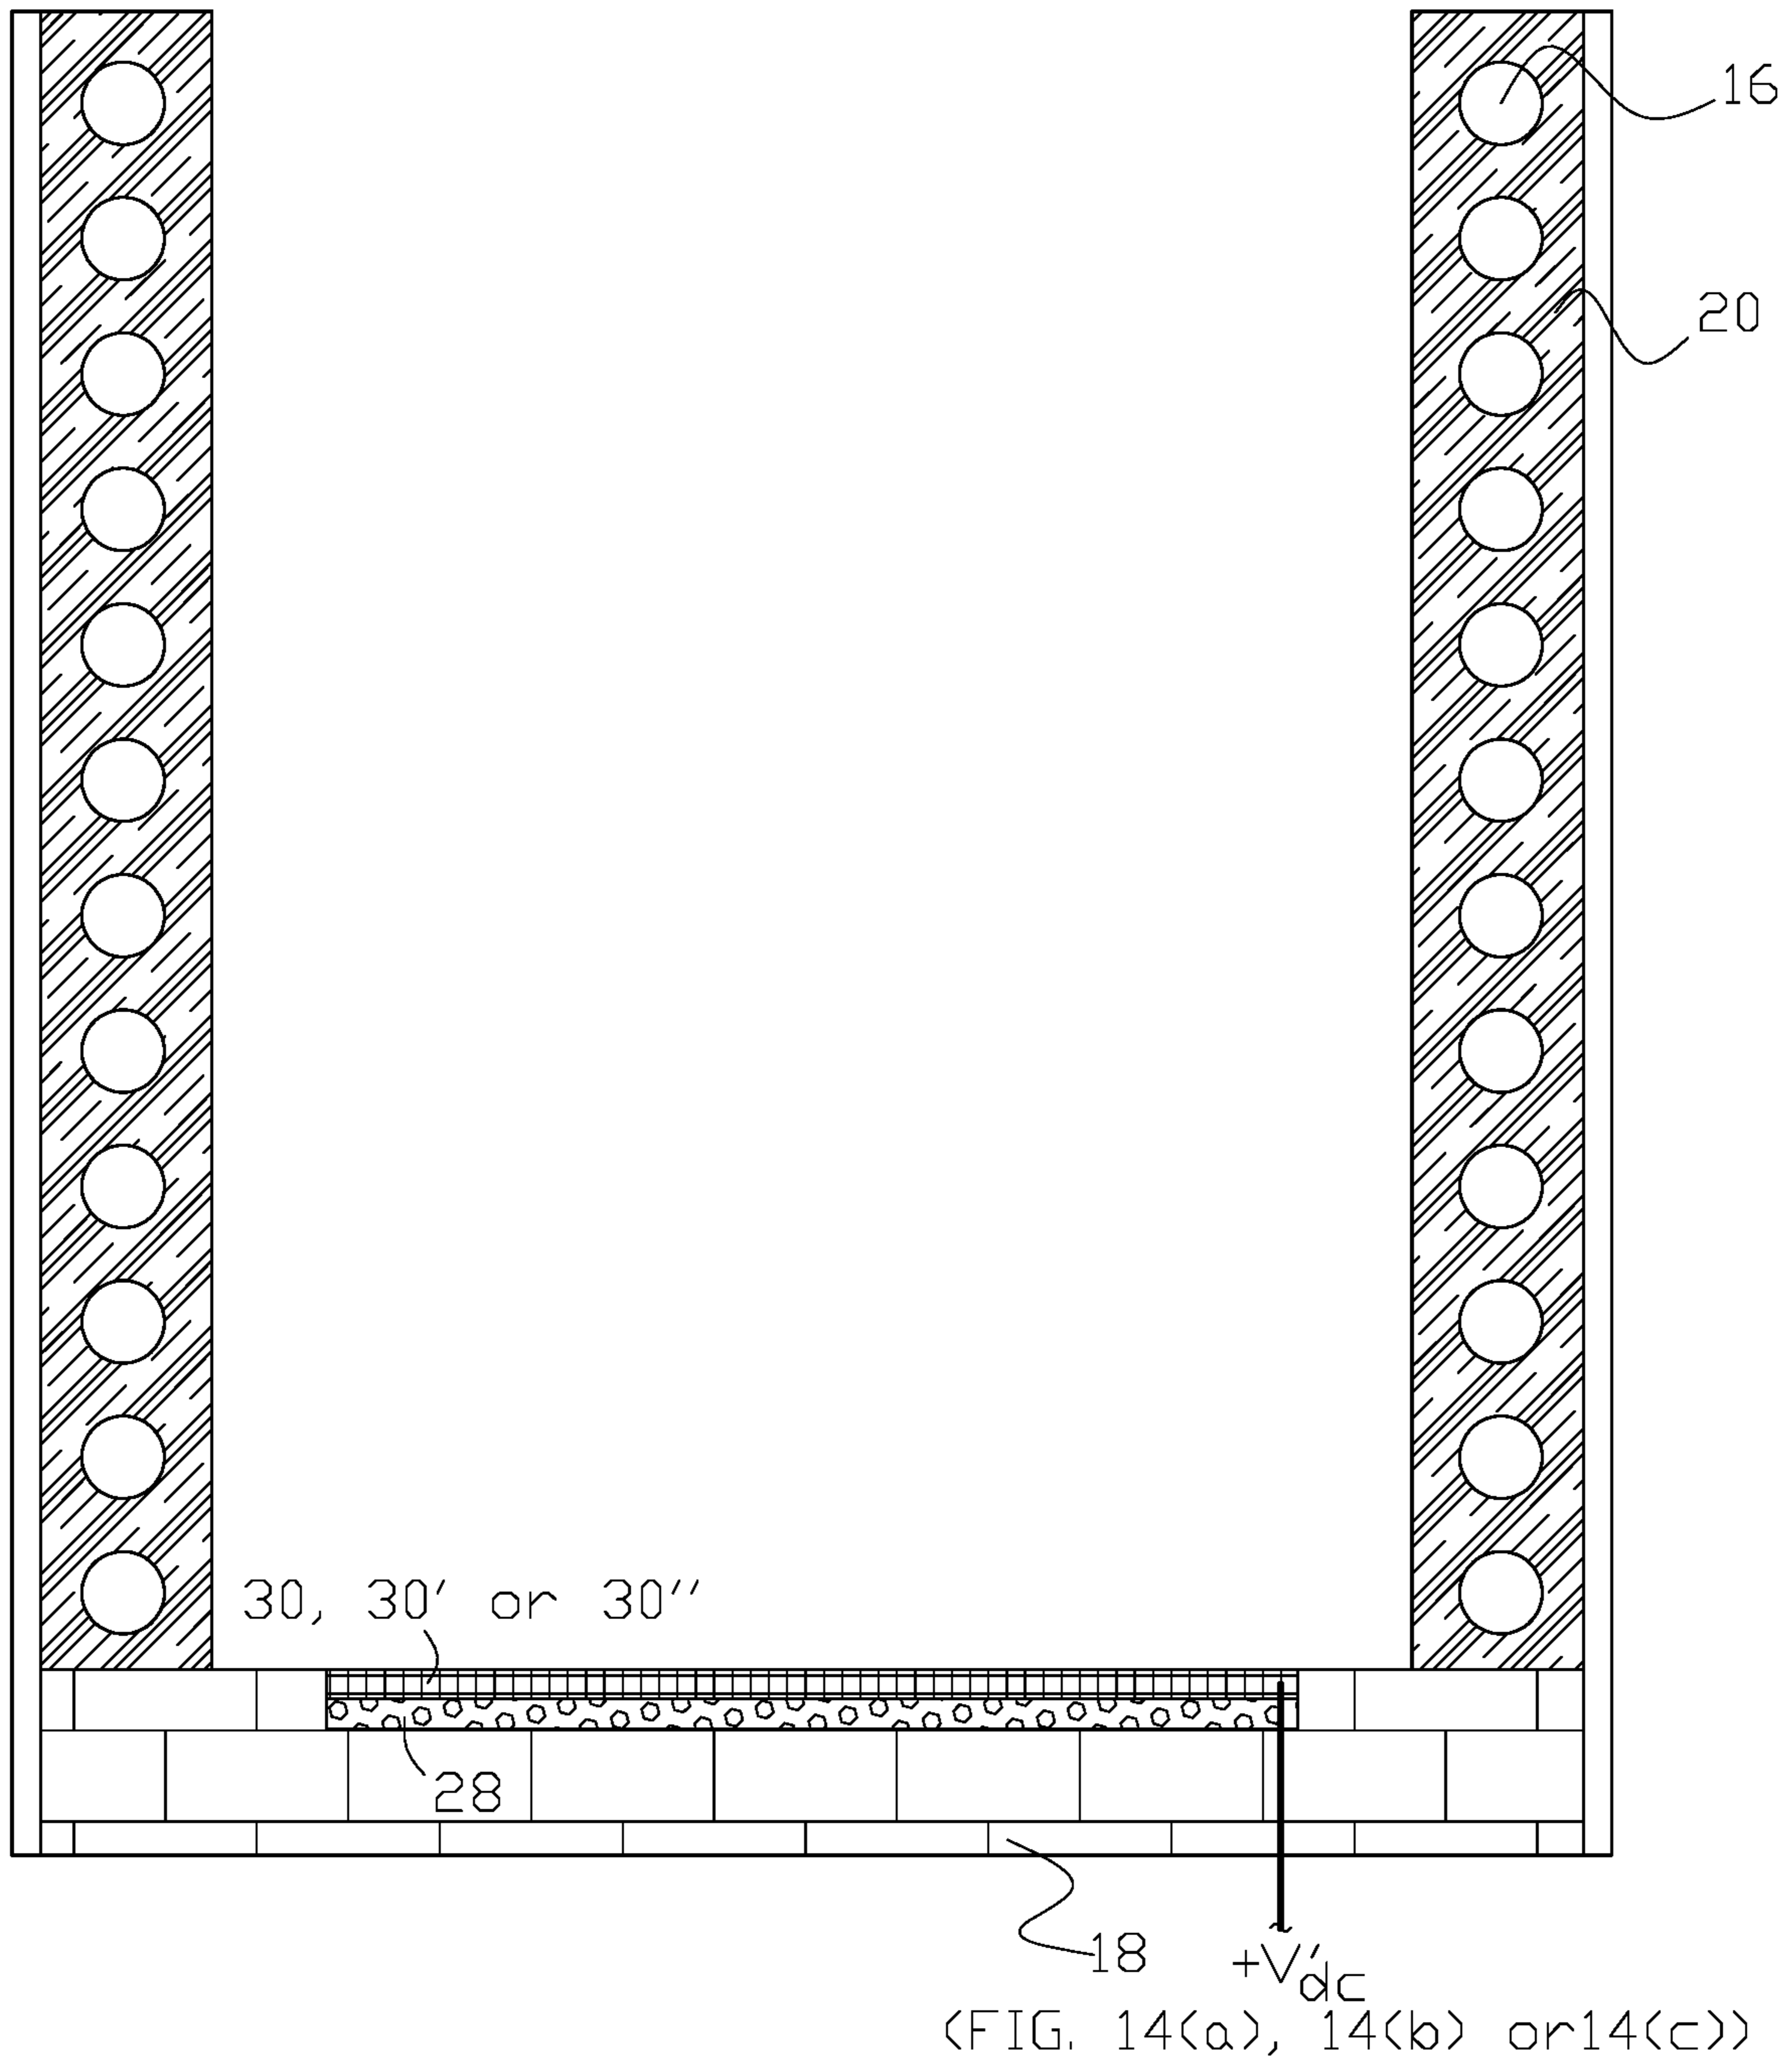 16
20
30, 30′ or 30″
28
18
+V′dc
(FIG. 14(a), 14(b) or14(c))